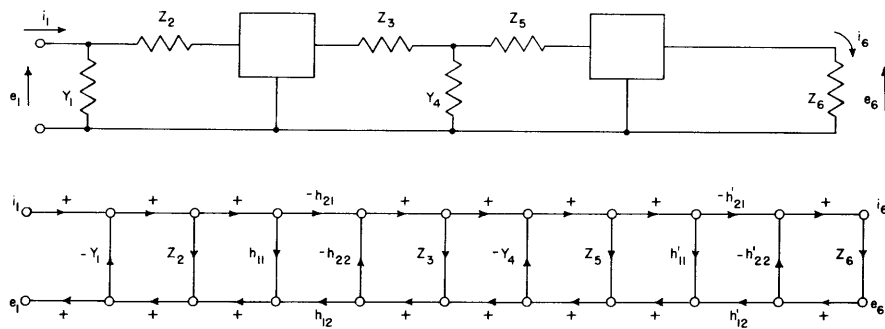 i₁ Z₂ Z₃ Z₅ i₆
e₁ Y₁ Y₄ Z₆ e₆
i₁ + + + -h₂₁ + + + + -h'₂₁ + i₆
-Y₁ Z₂ h₁₁ -h₂₂ Z₃ -Y₄ Z₅ h'₁₁ -h'₂₂ Z₆
e₁ + + + h₁₂ + + + + h'₁₂ + e₆